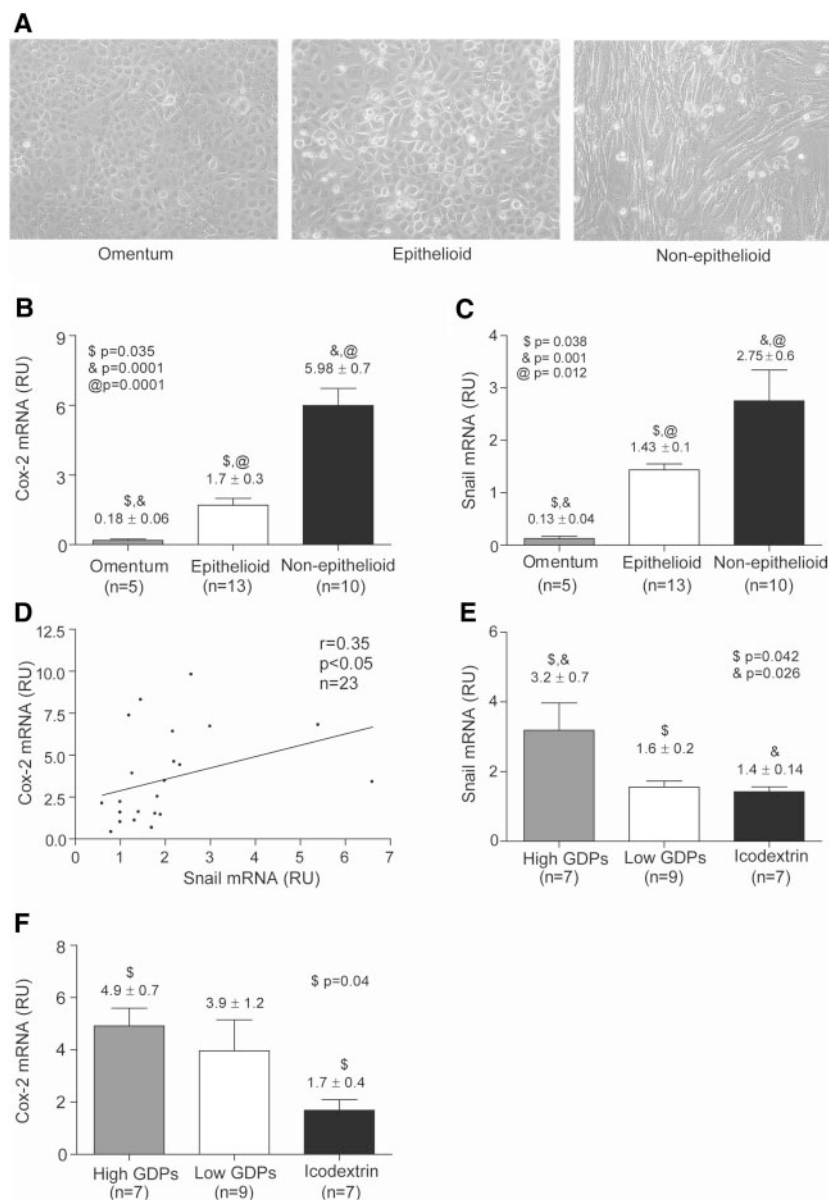 A
Omentum
Epithelioid
Non-epithelioid
B
Cox-2 mRNA (RU)
9
6
3
0
$ p=0.035
& p=0.0001
@p=0.0001
$,&
0.18 ± 0.06
$,@
1.7 ± 0.3
&,@
5.98 ± 0.7
Omentum
(n=5)
Epithelioid
(n=13)
Non-epithelioid
(n=10)
C
Snail mRNA (RU)
4
3
2
1
0
$ p= 0.038
& p= 0.001
@ p= 0.012
$,&
0.13 ± 0.04
$,@
1.43 ± 0.1
&,@
2.75 ± 0.6
Omentum
(n=5)
Epithelioid
(n=13)
Non-epithelioid
(n=10)
D
Cox-2 mRNA (RU)
12.5
10.0
7.5
5.0
2.5
0.0
r=0.35
p<0.05
n=23
0 1 2 3 4 5 6 7
Snail mRNA (RU)
E
Snail mRNA (RU)
6
4
2
0
$,&
3.2 ± 0.7
$
1.6 ± 0.2
&
1.4 ± 0.14
$ p=0.042
& p=0.026
High GDPs
(n=7)
Low GDPs
(n=9)
Icodextrin
(n=7)
F
Cox-2 mRNA (RU)
8
6
4
2
0
$
4.9 ± 0.7
3.9 ± 1.2
$
1.7 ± 0.4
$ p=0.04
High GDPs
(n=7)
Low GDPs
(n=9)
Icodextrin
(n=7)